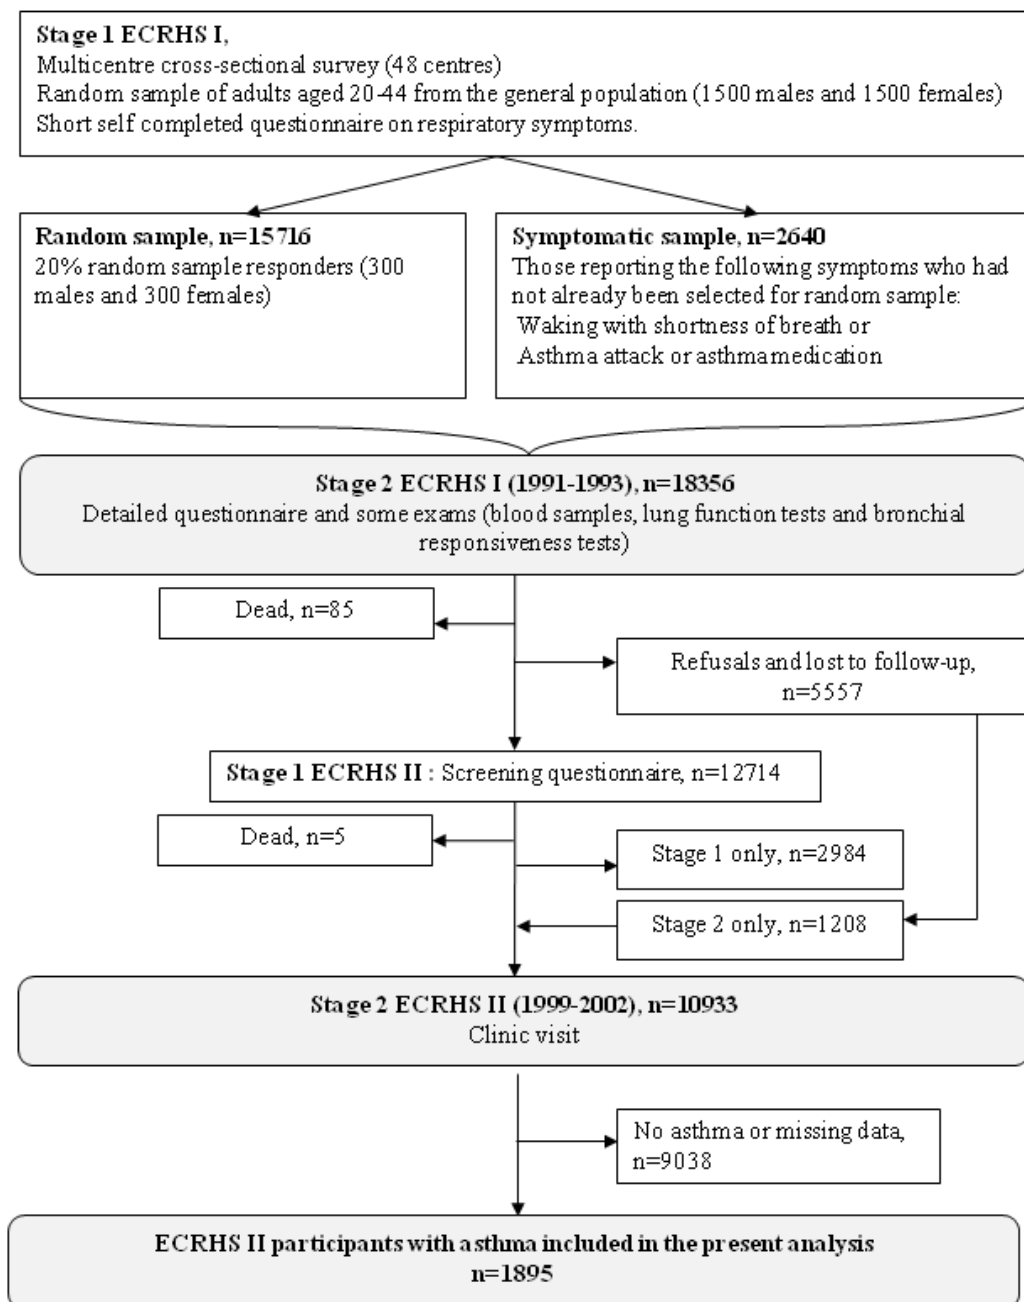 Stage 1 ECRHS I,
Multicentre cross-sectional survey (48 centres)
Random sample of adults aged 20-44 from the general population (1500 males and 1500 females)
Short self completed questionnaire on respiratory symptoms.
Random sample, n=15716
20% random sample responders (300
males and 300 females)
Symptomatic sample, n=2640
Those reporting the following symptoms who had
not already been selected for random sample:
Waking with shortness of breath or
Asthma attack or asthma medication
Stage 2 ECRHS I (1991-1993), n=18356
Detailed questionnaire and some exams (blood samples, lung function tests and bronchial
responsiveness tests)
Dead, n=85
Refusals and lost to follow-up,
n=5557
Stage 1 ECRHS II : Screening questionnaire, n=12714
Dead, n=5
Stage 1 only, n=2984
Stage 2 only, n=1208
Stage 2 ECRHS II (1999-2002), n=10933
Clinic visit
No asthma or missing data,
n=9038
ECRHS II participants with asthma included in the present analysis
n=1895